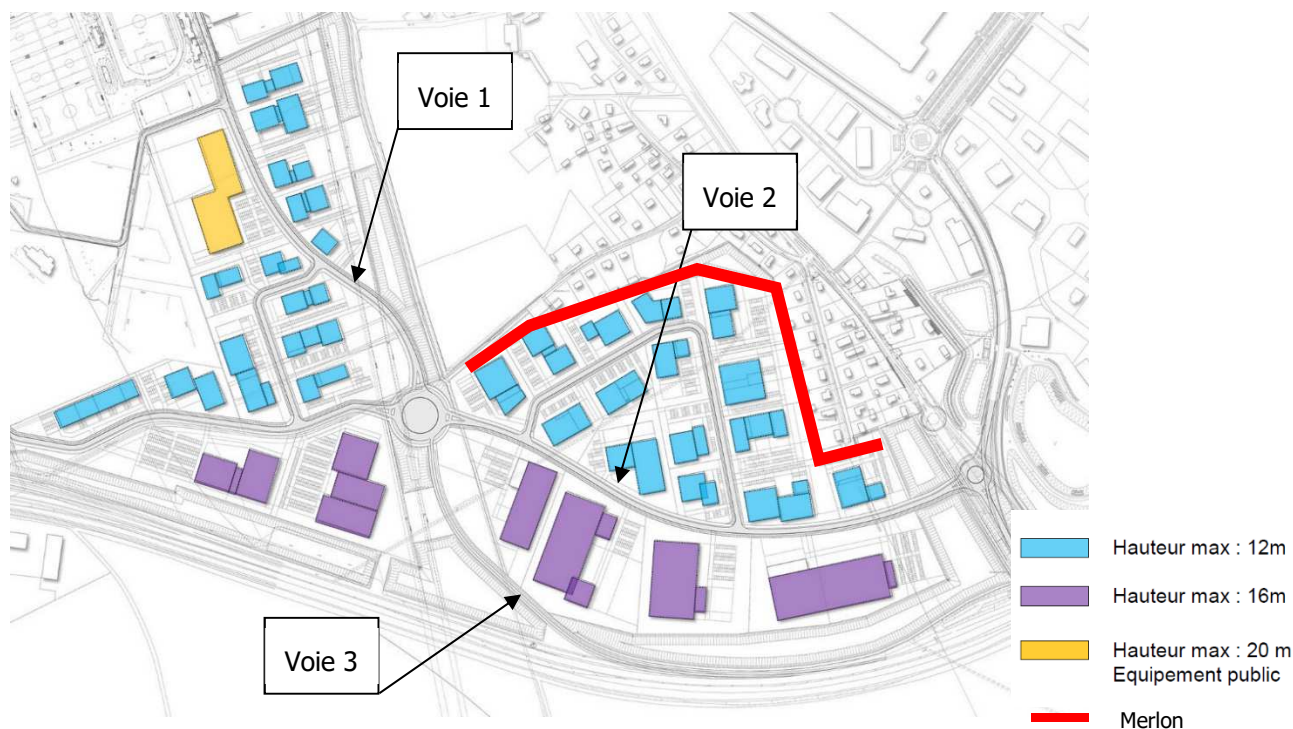 Voie 1
Voie 2
Voie 3
Hauteur max : 12m
Hauteur max : 16m
Hauteur max : 20 m
Equipement public
Merlon